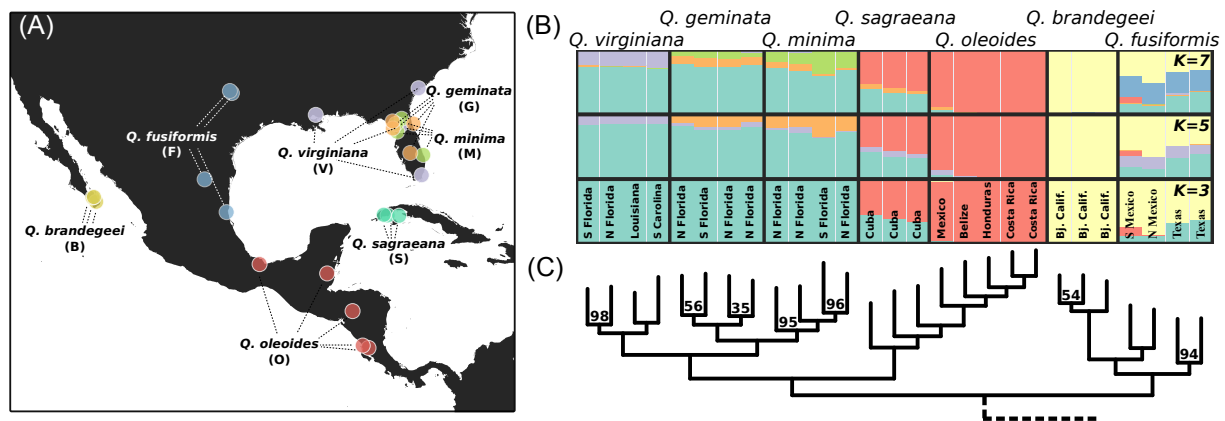 (A)
Q. geminata
(G)
Q. fusiformis
(F)
Q. minima
(M)
Q. virginiana
(V)
Q. brandegeei
(B)
Q. sagraeana
(S)
Q. oleoides
(O)
(B)
Q. geminata Q. sagraeana Q. brandegeei
Q. virginiana Q. minima Q. oleoides Q. fusiformis
K=7
K=5
K=3
S Florida
N Florida
Louisiana
S Carolina
N Florida
S Florida
N Florida
N Florida
N Florida
N Florida
S Florida
N Florida
Cuba
Cuba
Cuba
Mexico
Belize
Honduras
Costa Rica
Costa Rica
Bj. Calif.
Bj. Calif.
Bj. Calif.
S Mexico
N Mexico
Texas
Texas
(C)
98 56 35 95 96 54 94